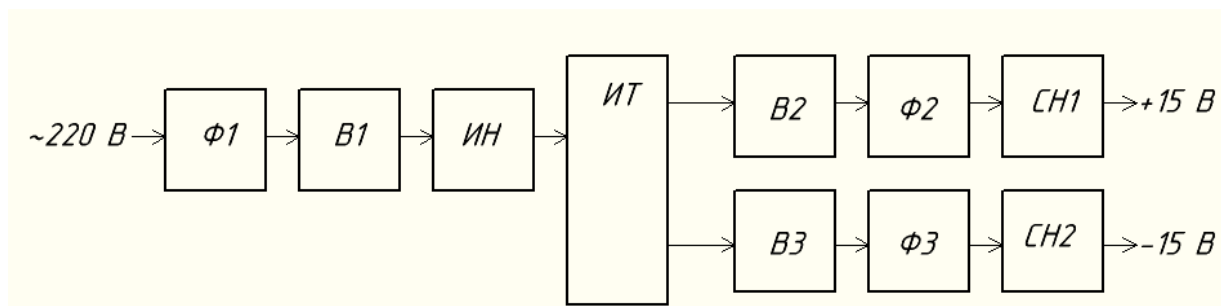 ~220 В
Ф1
В1
ИН
ИТ
В2
Ф2
СН1
+15 В
В3
Ф3
СН2
-15 В